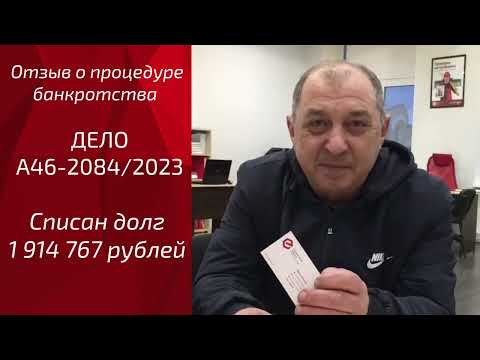 Отзыв о процедуре
банкротства
ДЕЛО
А46-2084/2023
Списан долг
1 914 767 рублей
NIKE